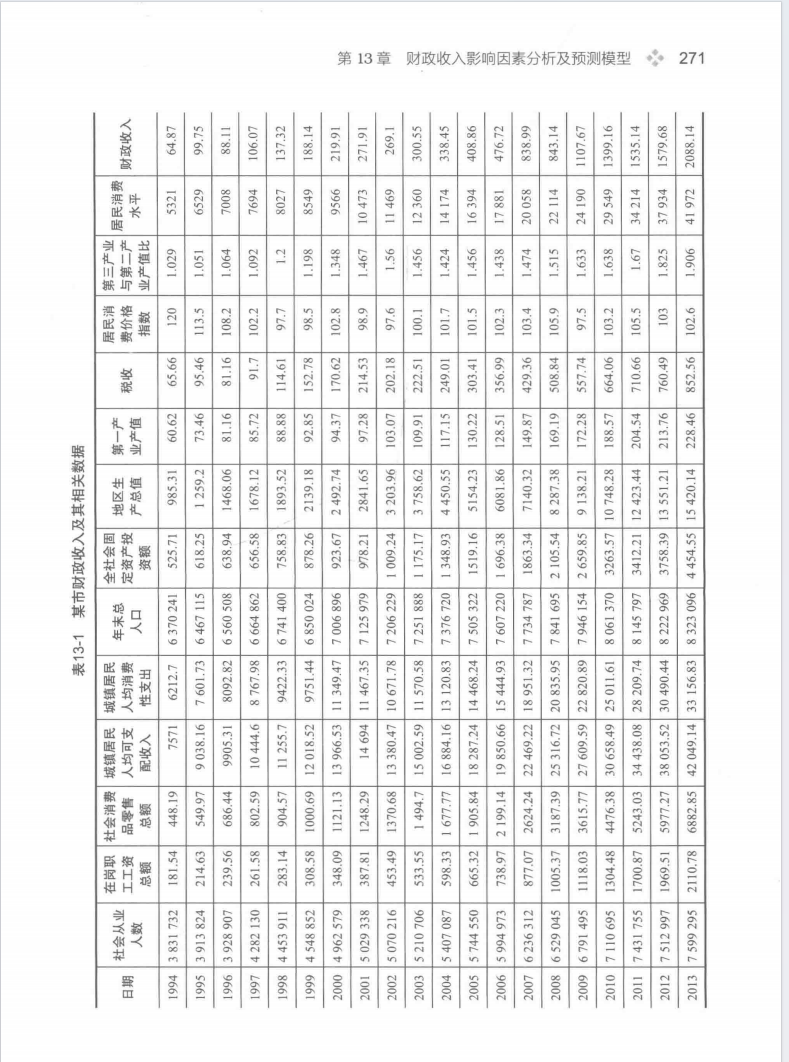 第 13 章 财政收入影响因素分析及预测模型 271
表13-1 某市财政收入及其相关数据
日期 社会从业人数 在岗职工工资总额 社会消费品零售总额 城镇居民人均可支配收入 城镇居民人均消费性支出 年末总人口 全社会固定资产投资额 地区生产总值 第一产业产值 税收 居民消费价格指数 第三产业与第二产业产值比 居民消费水平 财政收入
1994 3 831 732 181.54 448.19 7571 6212.7 6 370 241 525.71 985.31 60.62 65.66 120 1.029 5321 64.87
1995 3 913 824 214.63 549.97 9 038.16 7 601.73 6 467 115 618.25 1 259.2 73.46 95.46 113.5 1.051 6529 99.75
1996 3 928 907 239.56 686.44 9905.31 8092.82 6 560 508 638.94 1468.06 81.16 81.16 108.2 1.064 7008 88.11
1997 4 282 130 261.58 802.59 10 444.6 8 767.98 6 664 862 656.58 1678.12 85.72 91.7 102.2 1.092 7694 106.07
1998 4 453 911 283.14 904.57 11 255.7 9422.33 6 741 400 758.83 1893.52 88.88 114.61 97.7 1.2 8027 137.32
1999 4 548 852 308.58 1000.69 12 018.52 9751.44 6 850 024 878.26 2139.18 92.85 152.78 98.5 1.198 8549 188.14
2000 4 962 579 348.09 1121.13 13 966.53 11 349.47 7 006 896 923.67 2 492.74 94.37 170.62 102.8 1.348 9566 219.91
2001 5 029 338 387.81 1248.29 14 694 11 467.35 7 125 979 978.21 2841.65 97.28 214.53 98.9 1.467 10 473 271.91
2002 5 070 216 453.49 1370.68 13 380.47 10 671.78 7 206 229 1 009.24 3 203.96 103.07 202.18 97.6 1.56 11 469 269.1
2003 5 210 706 533.55 1 494.7 15 002.59 11 570.58 7 251 888 1 175.17 3 758.62 109.91 222.51 100.1 1.456 12 360 300.55
2004 5 407 087 598.33 1 677.77 16 884.16 13 120.83 7 376 720 1 348.93 4 450.55 117.15 249.01 101.7 1.424 14 174 338.45
2005 5 744 550 665.32 1 905.84 18 287.24 14 468.24 7 505 322 1519.16 5154.23 130.22 303.41 101.5 1.456 16 394 408.86
2006 5 994 973 738.97 2 199.14 19 850.66 15 444.93 7 607 220 1 696.38 6081.86 128.51 356.99 102.3 1.438 17 881 476.72
2007 6 236 312 877.07 2624.24 22 469.22 18 951.32 7 734 787 1863.34 7140.32 149.87 429.36 103.4 1.474 20 058 838.99
2008 6 529 045 1005.37 3187.39 25 316.72 20 835.95 7 841 695 2 105.54 8 287.38 169.19 508.84 105.9 1.515 22 114 843.14
2009 6 791 495 1118.03 3615.77 27 609.59 22 820.89 7 946 154 2 659.85 9 138.21 172.28 557.74 97.5 1.633 24 190 1107.67
2010 7 110 695 1304.48 4476.38 30 658.49 25 011.61 8 061 370 3263.57 10 748.28 188.57 664.06 103.2 1.638 29 549 1399.16
2011 7 431 755 1700.87 5243.03 34 438.08 28 209.74 8 145 797 3412.21 12 423.44 204.54 710.66 105.5 1.67 34 214 1535.14
2012 7 512 997 1969.51 5977.27 38 053.52 30 490.44 8 222 969 3758.39 13 551.21 213.76 760.49 103 1.825 37 934 1579.68
2013 7 599 295 2110.78 6882.85 42 049.14 33 156.83 8 323 096 4 454.55 15 420.14 228.46 852.56 102.6 1.906 41 972 2088.14